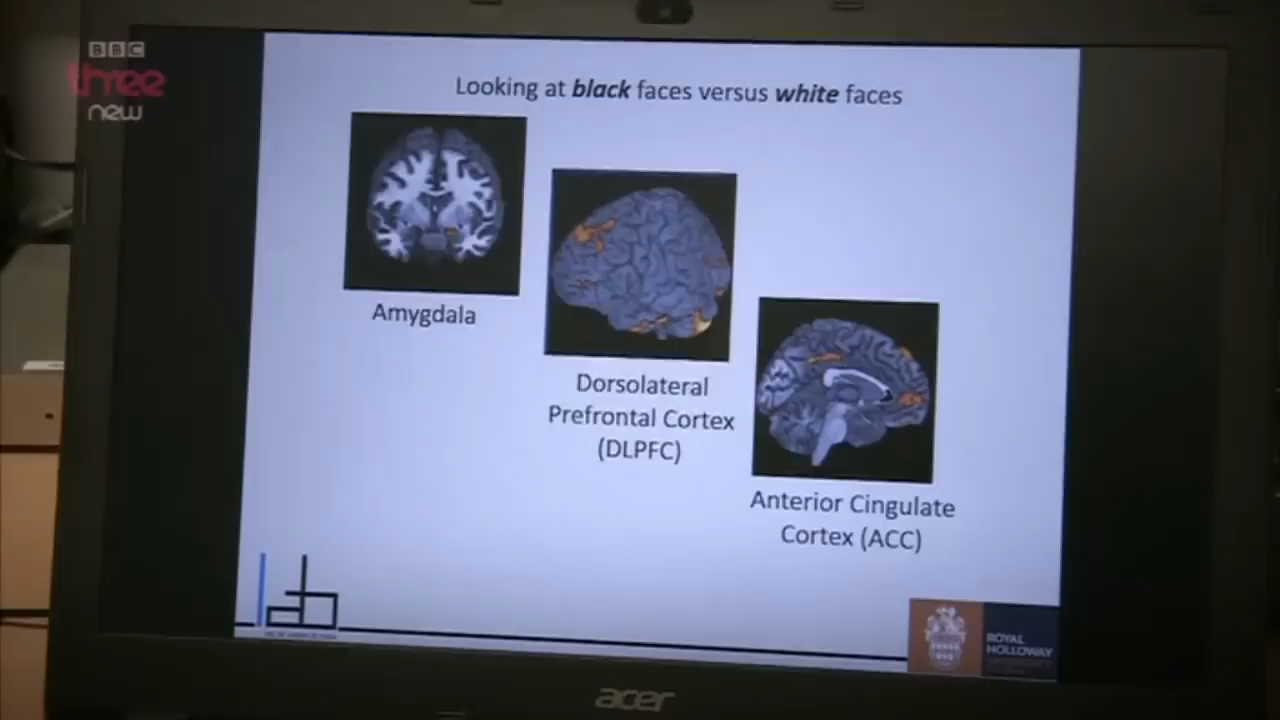 BBC
three
new
Looking at black faces versus white faces
Amygdala
Dorsolateral
Prefrontal Cortex
(DLPFC)
Anterior Cingulate
Cortex (ACC)
ROYAL
HOLLOWAY
acer